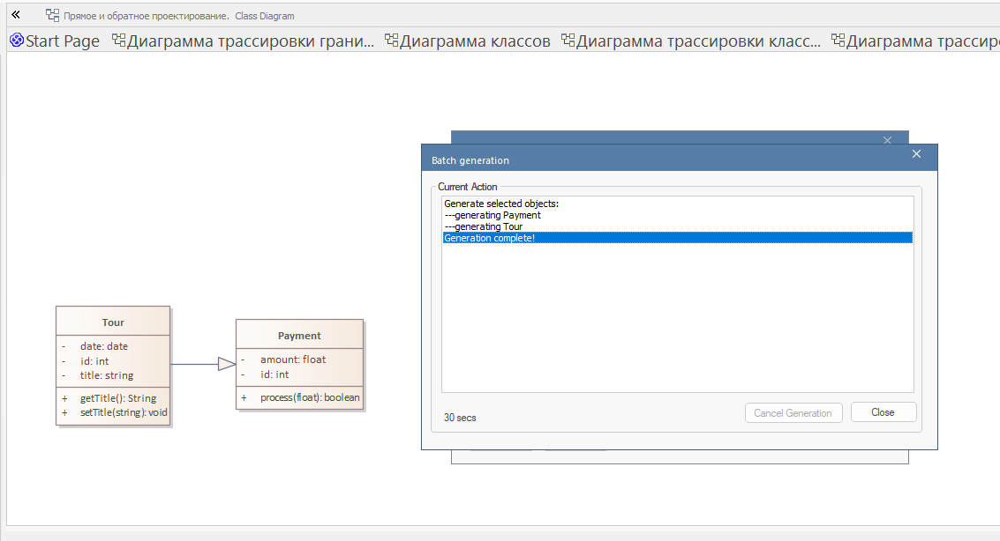 Прямое и обратное проектирование. Class Diagram
Start Page Диаграмма трассировки грани... Диаграмма классов Диаграмма трассировки класс... Диаграмма трассир
Batch generation
Current Action
Generate selected objects:
---generating Payment
---generating Tour
Generation complete!
30 secs
Cancel Generation
Close
Tour
- date: date
- id: int
- title: string
+ getTitle(): String
+ setTitle(string): void
Payment
- amount: float
- id: int
+ process(float): boolean